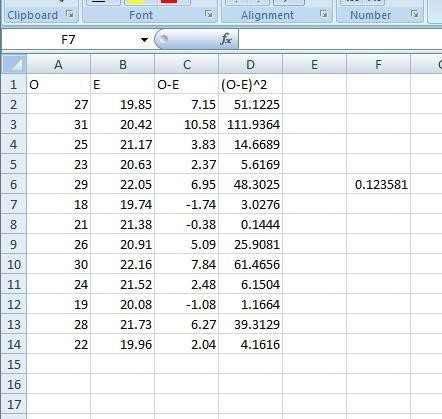 Clipboard Font Alignment Number
F7 fx
A B C D E F
1 O E O-E (O-E)^2
2 27 19.85 7.15 51.1225
3 31 20.42 10.58 111.9364
4 25 21.17 3.83 14.6689
5 23 20.63 2.37 5.6169
6 29 22.05 6.95 48.3025 0.123581
7 18 19.74 -1.74 3.0276
8 21 21.38 -0.38 0.1444
9 26 20.91 5.09 25.9081
10 30 22.16 7.84 61.4656
11 24 21.52 2.48 6.1504
12 19 20.08 -1.08 1.1664
13 28 21.73 6.27 39.3129
14 22 19.96 2.04 4.1616
15
16
17